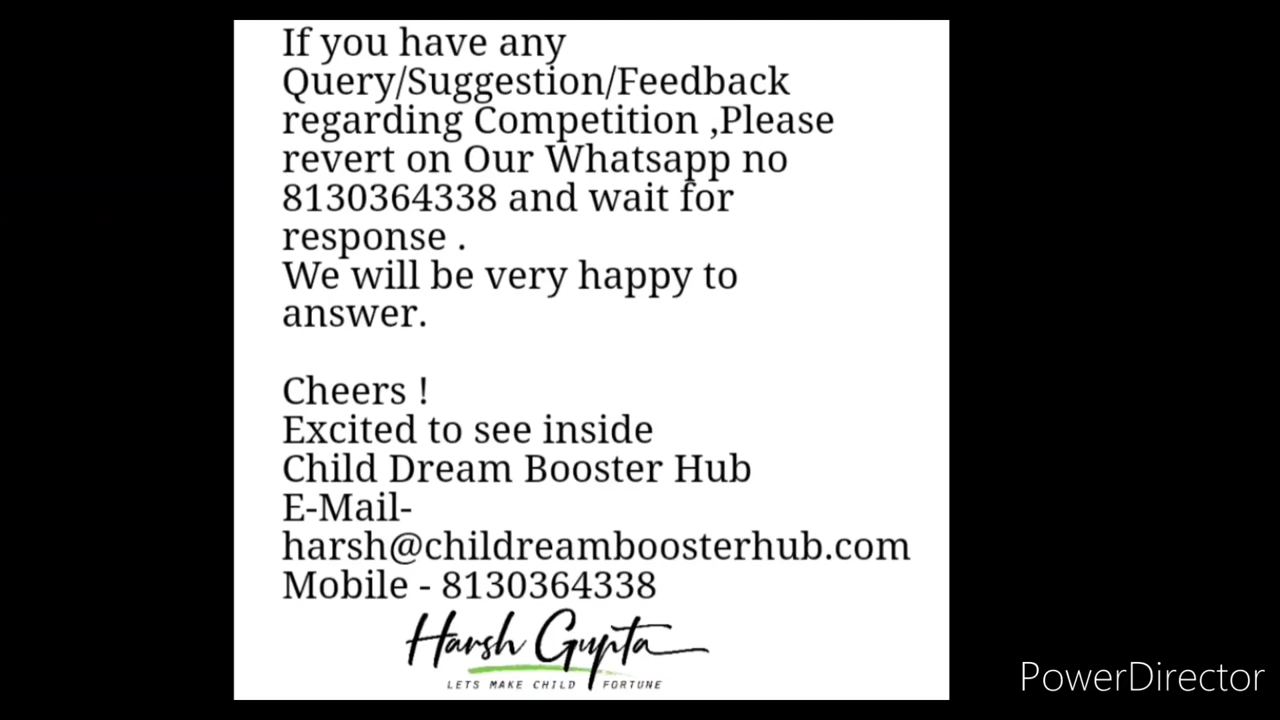 If you have any
Query/Suggestion/Feedback
regarding Competition ,Please
revert on Our Whatsapp no
8130364338 and wait for
response .
We will be very happy to
answer.
Cheers !
Excited to see inside
Child Dream Booster Hub
E-Mail-
harsh@childreamboosterhub.com
Mobile - 8130364338
Harsh Gupta
LETS MAKE CHILD FORTUNE
PowerDirector